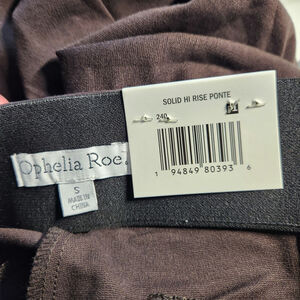 SOLID HI RISE PONTE
240
1 94849 80393 6
Ophelia Roe.
S
MADE IN
CHINA